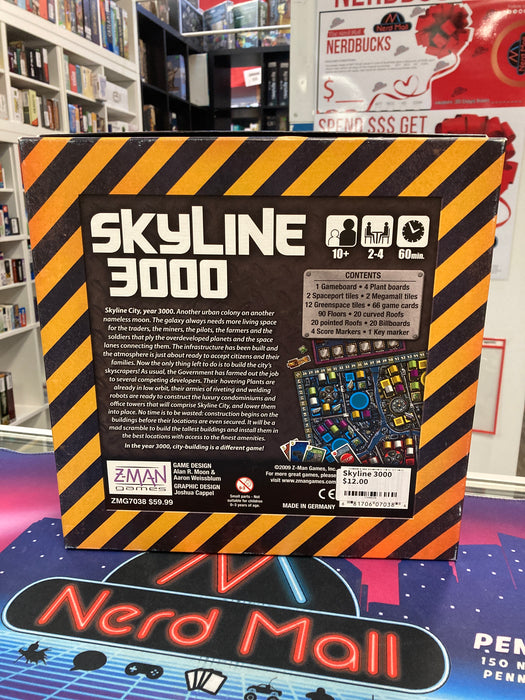 NERDBUCKS
Nerd Mall
The Nerd Mall
NERDBUCKS
$
SPEND $$$ GET
SKYLINE
3000
10+ 2-4 60min.
CONTENTS
1 Gameboard • 4 Plant boards
2 Spaceport tiles • 2 Megamall tiles
12 Greenspace tiles • 66 game cards
90 Floors • 20 curved Roofs
20 pointed Roofs • 20 Billboards
4 Score Markers • 1 Key marker
Skyline City, year 3000. Another urban colony on another
nameless moon. The galaxy always needs more living space
for the traders, the miners, the pilots, the farmers and the
soldiers that ply the overdeveloped planets and the space
lanes connecting them. The infrastructure has been built and
the atmosphere is just about ready to accept citizens and their
families. Now the only thing left to do is to build the city's
skyscrapers! As usual, the Government has farmed out the job
to several competing developers. Their hovering Plants are
already in low orbit, their armies of riveting and welding
robots are ready to construct the luxury condominiums and
office towers that will comprise Skyline City, and lower them
into place. No time is to be wasted: construction begins on the
buildings before their locations are even secured. It will be a
mad scramble to build the tallest buildings and install them in
the best locations with access to the finest amenities.
In the year 3000, city-building is a different game!
Z-MAN
games
GAME DESIGN
Alan R. Moon &
Aaron Weissblum
GRAPHIC DESIGN
Joshua Cappel
ZMG7038 $59.99
Small parts - Not
suitable for children
0-3 years of age.
©2009 Z-Man Games, Inc.
For more great games, please
visit www.zmangames.com
CE
MADE IN GERMANY
Skyline 3000
$12.00
81706 07038
Nerd Mall
PEN
150 N
PENN